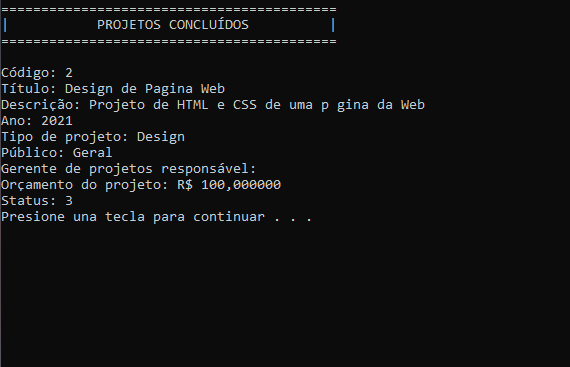 ==========================================
|           PROJETOS CONCLUÍDOS          |
==========================================
Código: 2
Título: Design de Pagina Web
Descrição: Projeto de HTML e CSS de uma p gina da Web
Ano: 2021
Tipo de projeto: Design
Público: Geral
Gerente de projetos responsável:
Orçamento do projeto: R$ 100,000000
Status: 3
Presione una tecla para continuar . . .